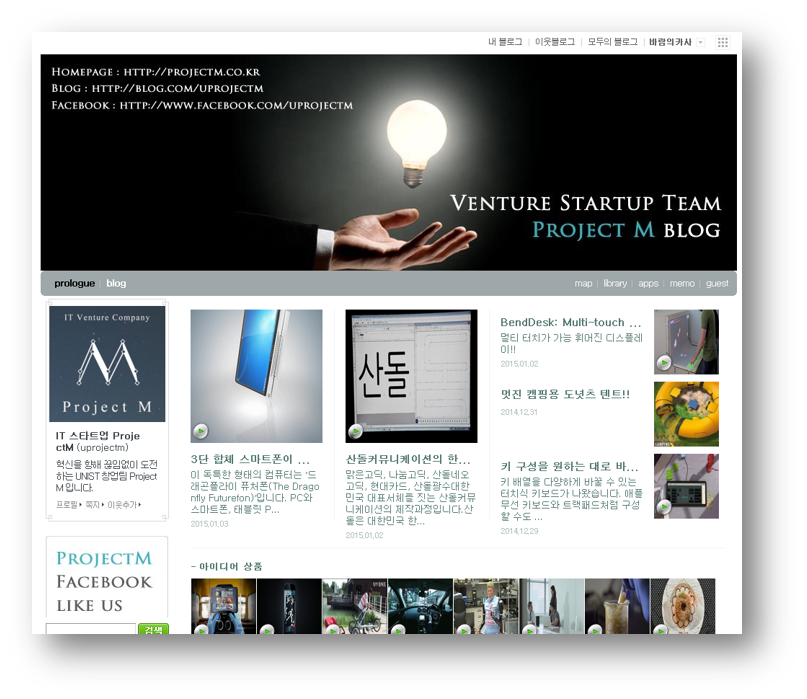 내 블로그 | 이웃블로그 | 모두의 블로그 | 바람의카사
Homepage : http://projectm.co.kr
Blog : http://blog.com/uprojectm
Facebook : http://www.facebook.com/uprojectm
Venture Startup Team
Project M blog
prologue | blog
map | library | apps | memo | guest
IT Venture Company
M
Project M
IT 스타트업 Proje
ctM (uprojectm)
혁신을 향해 끊임없이 도전
하는 UNIST 창업팀 Project
M 입니다.
프로필 쪽지 이웃추가
ProjectM
Facebook
like us
검색
3단 합체 스마트폰이 ...
이 독특한 형태의 컴퓨터는 '드
래곤플라이 퓨처폰(The Drago
nfly Futurefon)'입니다. PC와
스마트폰, 태블릿 P...
2015,01,03
산돌
산돌커뮤니케이션의 한...
맑은고딕, 나눔고딕, 산돌네오
고딕, 현대카드, 산돌광수대한
민국 대표서체를 짓는 산돌커뮤
니케이션의 제작과정입니다.산
돌은 대한민국 한...
2015,01,02
BendDesk: Multi-touch ...
멀티 터치가 가능 휘어진 디스플레
이!!
2015,01,02
멋진 캠핑용 도넛츠 텐트!!
2014,12,31
키 구성을 원하는 대로 바...
키 배열을 다양하게 바꿀 수 있는
터치식 키보드가 나왔습니다. 애플
무선 키보드와 트랙패드처럼 구성
할 수도 ...
2014,12,29
- 아이디어 상품